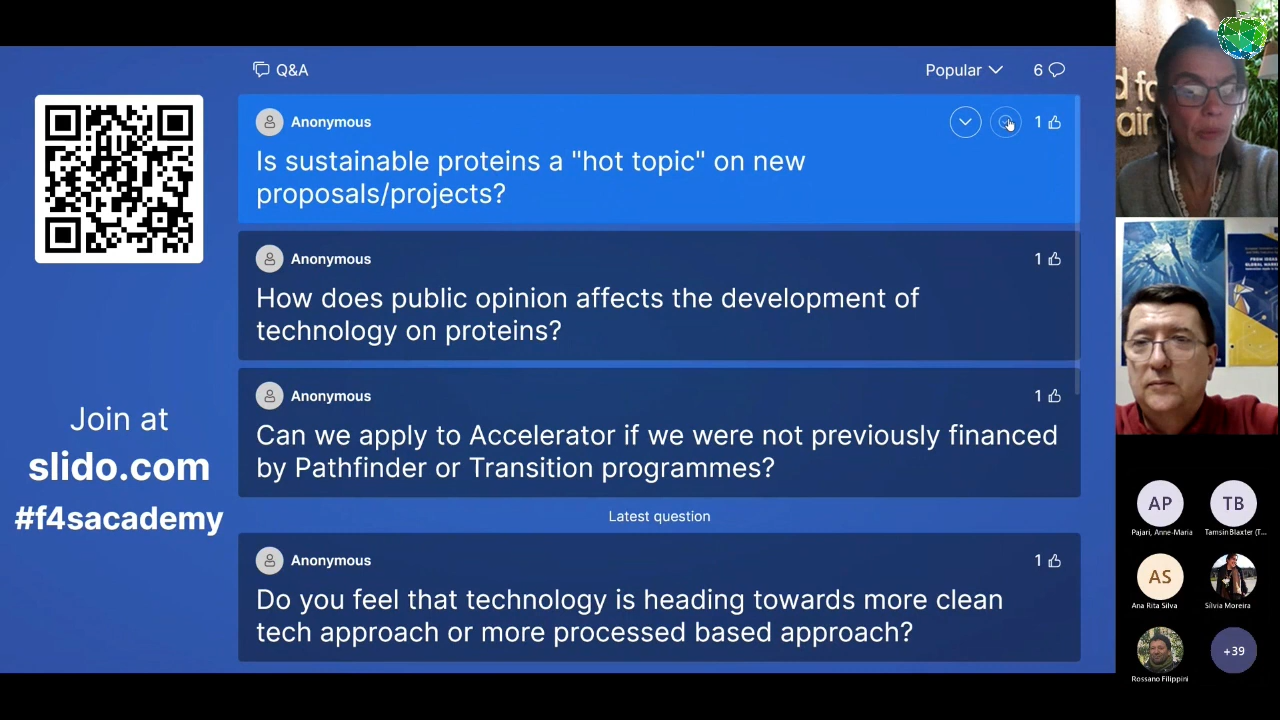 Q&A
Popular
6
Anonymous
1
Is sustainable proteins a "hot topic" on new
proposals/projects?
Anonymous
1
How does public opinion affects the development of
technology on proteins?
Anonymous
1
Can we apply to Accelerator if we were not previously financed
by Pathfinder or Transition programmes?
Latest question
Anonymous
1
Do you feel that technology is heading towards more clean
tech approach or more processed based approach?
Join at
slido.com
#f4sacademy
AP
Pajari, Anne-Maria
TB
Tamsin Blaxter (T...
AS
Ana Rita Silva
Sílvia Moreira
Rossano Filippini
+39